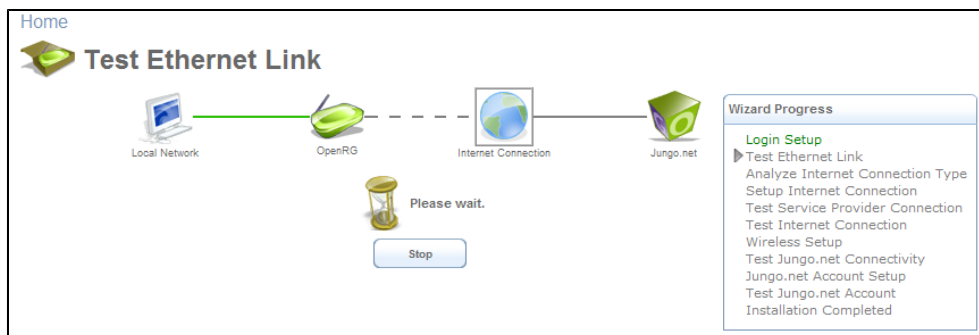 Home
Test Ethernet Link
Local Network
OpenRG
Internet Connection
Jungo.net
Please wait.
Stop
Wizard Progress
Login Setup
Test Ethernet Link
Analyze Internet Connection Type
Setup Internet Connection
Test Service Provider Connection
Test Internet Connection
Wireless Setup
Test Jungo.net Connectivity
Jungo.net Account Setup
Test Jungo.net Account
Installation Completed